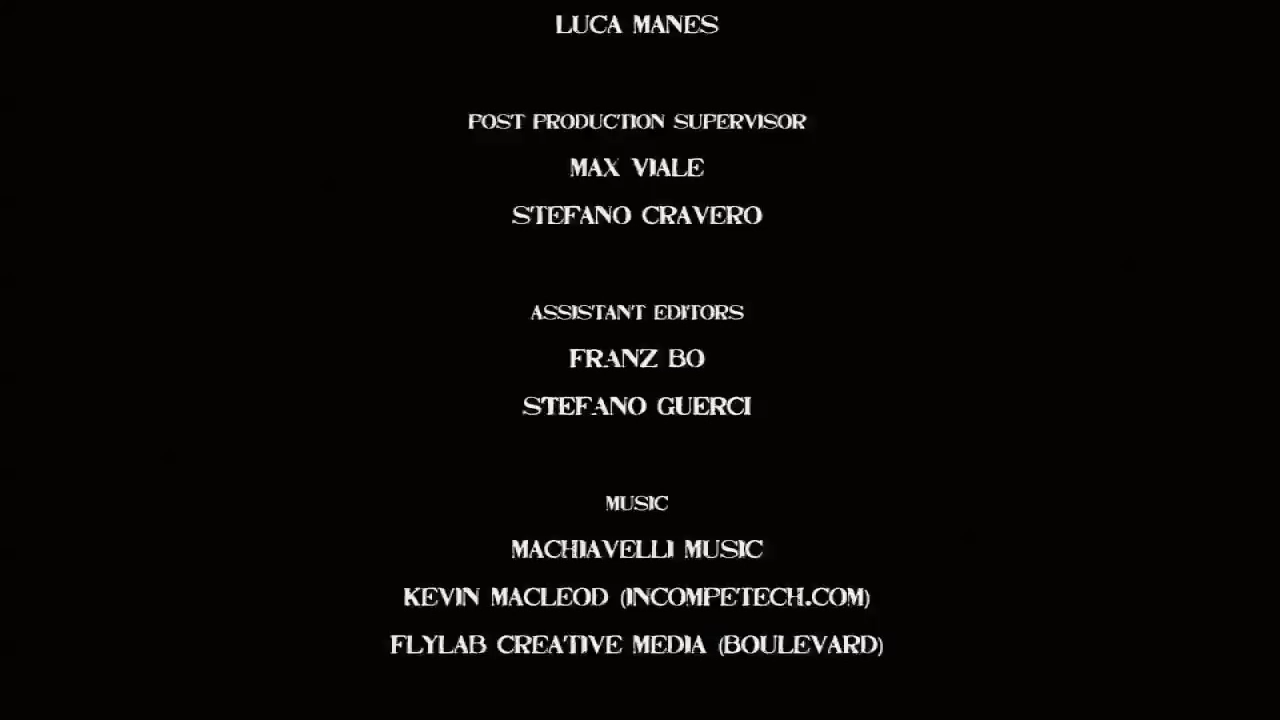 LUCA MANES
POST PRODUCTION SUPERVISOR
MAX VIALE
STEFANO CRAVERO
ASSISTANT EDITORS
FRANZ BO
STEFANO GUERCI
MUSIC
MACHIAVELLI MUSIC
KEVIN MACLEOD (INCOMPETECH.COM)
FLYLAB CREATIVE MEDIA (BOULEVARD)